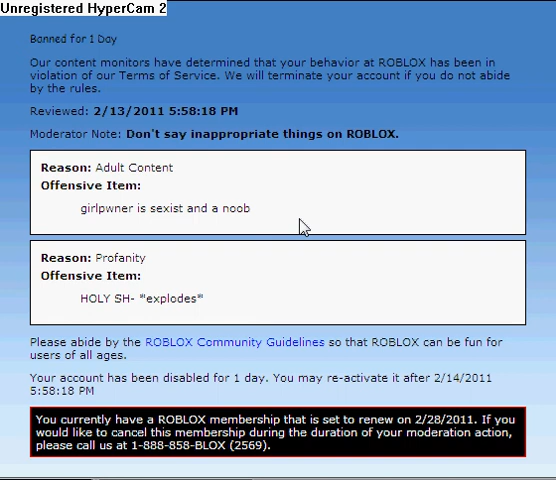 Unregistered HyperCam 2
Banned for 1 Day
Our content monitors have determined that your behavior at ROBLOX has been in
violation of our Terms of Service. We will terminate your account if you do not abide
by the rules.
Reviewed: 2/13/2011 5:58:18 PM
Moderator Note: Don't say inappropriate things on ROBLOX.
Reason: Adult Content
Offensive Item:
girlpwner is sexist and a noob
Reason: Profanity
Offensive Item:
HOLY SH- *explodes*
Please abide by the ROBLOX Community Guidelines so that ROBLOX can be fun for
users of all ages.
Your account has been disabled for 1 day. You may re-activate it after 2/14/2011
5:58:18 PM
You currently have a ROBLOX membership that is set to renew on 2/28/2011. If you
would like to cancel this membership during the duration of your moderation action,
please call us at 1-888-858-BLOX (2569).